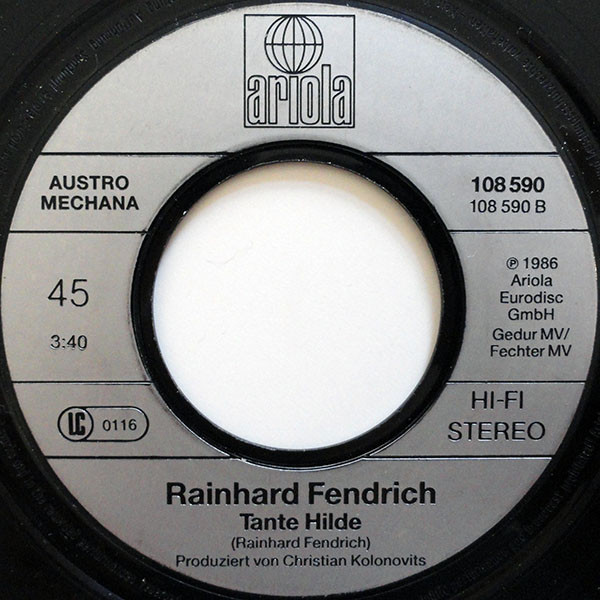 ariola
AUSTRO
MECHANA
108 590
108 590 B
45
3:40
℗ 1986
Ariola
Eurodisc
GmbH
Gedur MV/
Fechter MV
LC 0116
HI-FI
STEREO
Rainhard Fendrich
Tante Hilde
(Rainhard Fendrich)
Produziert von Christian Kolonovits